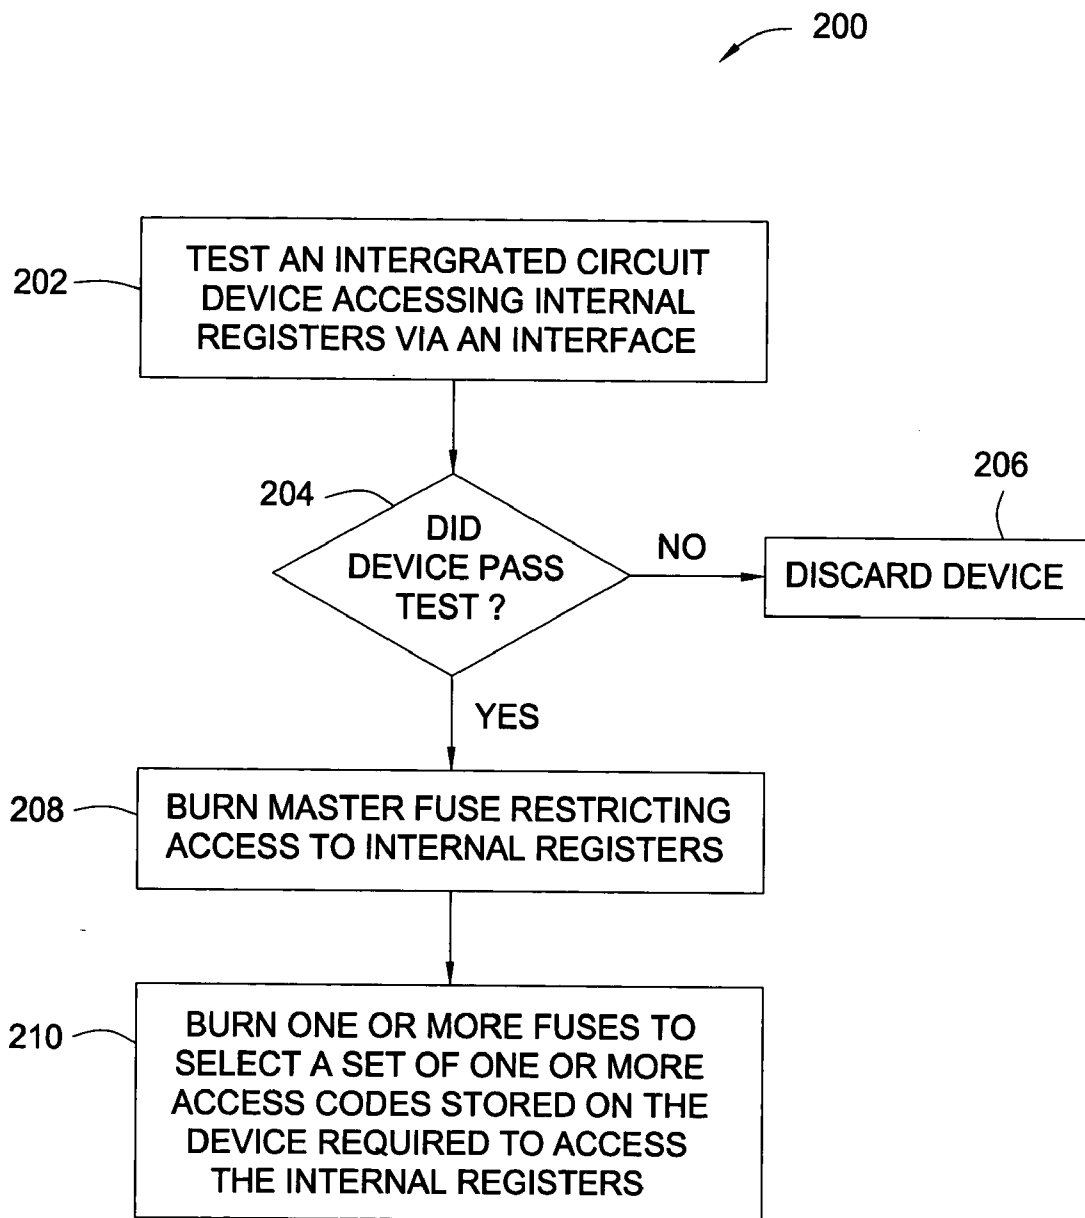 200
202
TEST AN INTERGRATED CIRCUIT
DEVICE ACCESSING INTERNAL
REGISTERS VIA AN INTERFACE
204
DID
DEVICE PASS
TEST ?
NO
206
DISCARD DEVICE
YES
208
BURN MASTER FUSE RESTRICTING
ACCESS TO INTERNAL REGISTERS
210
BURN ONE OR MORE FUSES TO
SELECT A SET OF ONE OR MORE
ACCESS CODES STORED ON THE
DEVICE REQUIRED TO ACCESS
THE INTERNAL REGISTERS